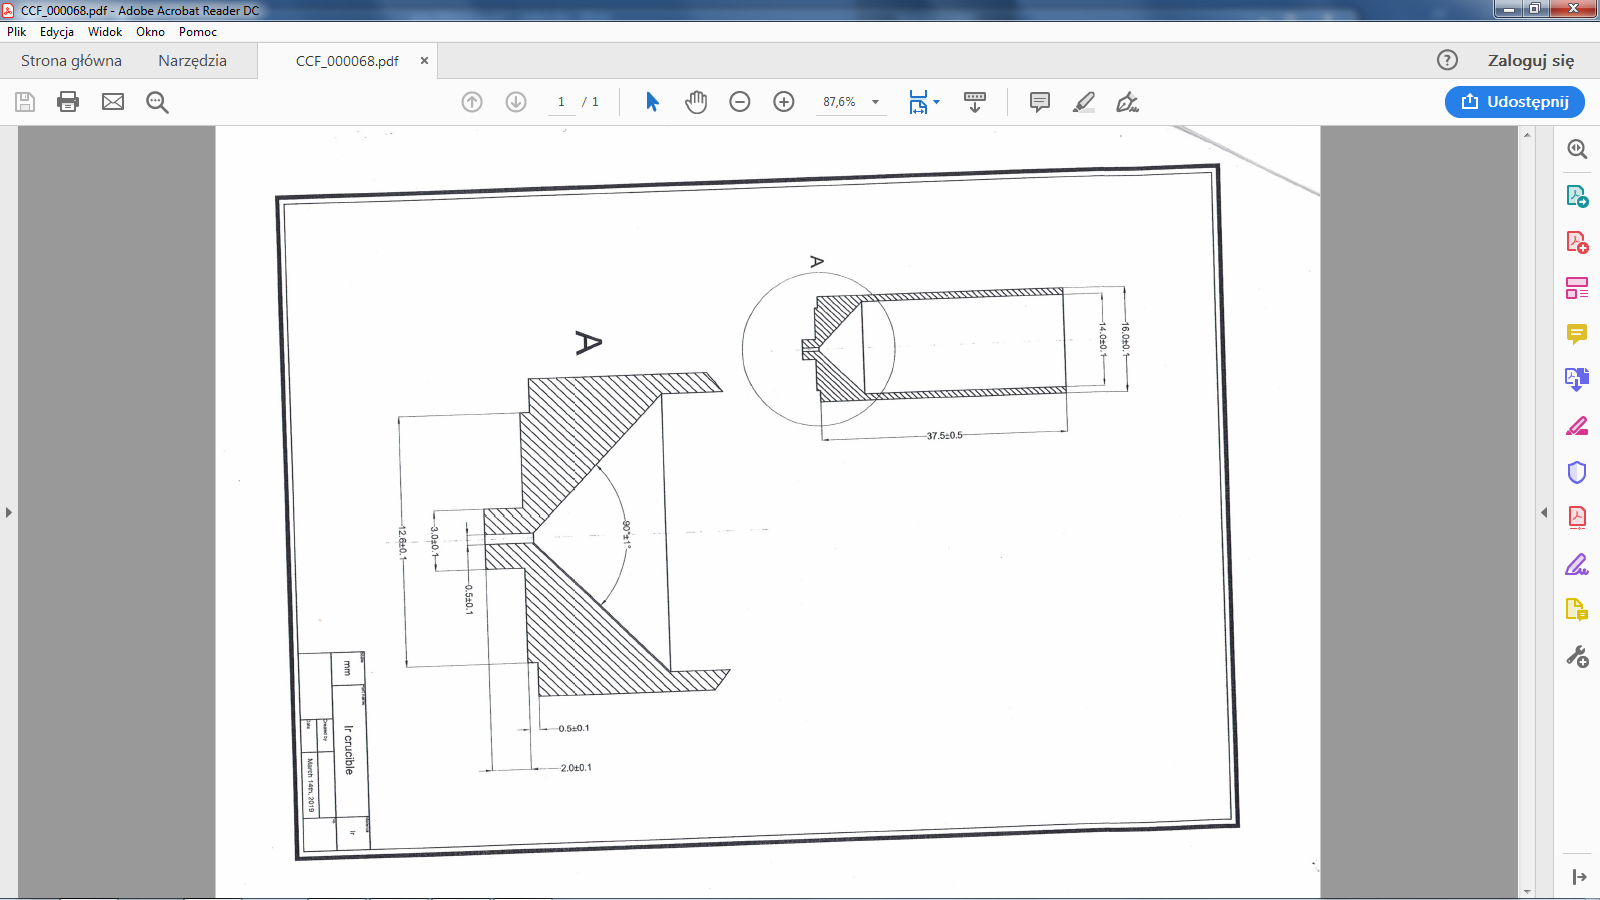 CCF_000068.pdf - Adobe Acrobat Reader DC
Plik Edycja Widok Okno Pomoc
Strona główna Narzędzia CCF_000068.pdf × ? Zaloguj się
1 / 1 87,6% Udostępnij
A
16.0±0.1
14.0±0.1
37.5±0.5
A
90°±1°
12.6±0.1
3.0±0.1
0.5±0.1
0.5±0.1
2.0±0.1
mm
Ir crucible
Ir
Created by
Date
March 14th, 2019